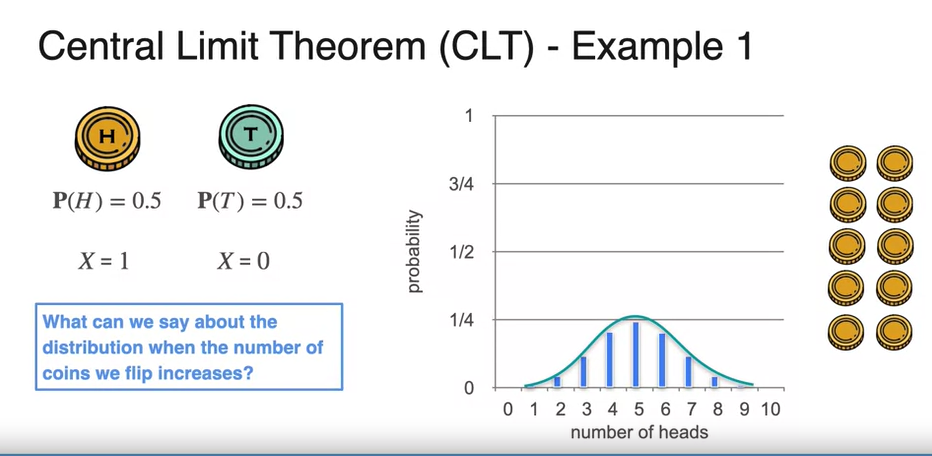 Central Limit Theorem (CLT) - Example 1
H
T
P(H) = 0.5
P(T) = 0.5
X = 1
X = 0
What can we say about the
distribution when the number of
coins we flip increases?
probability
1
3/4
1/2
1/4
0
0 1 2 3 4 5 6 7 8 9 10
number of heads